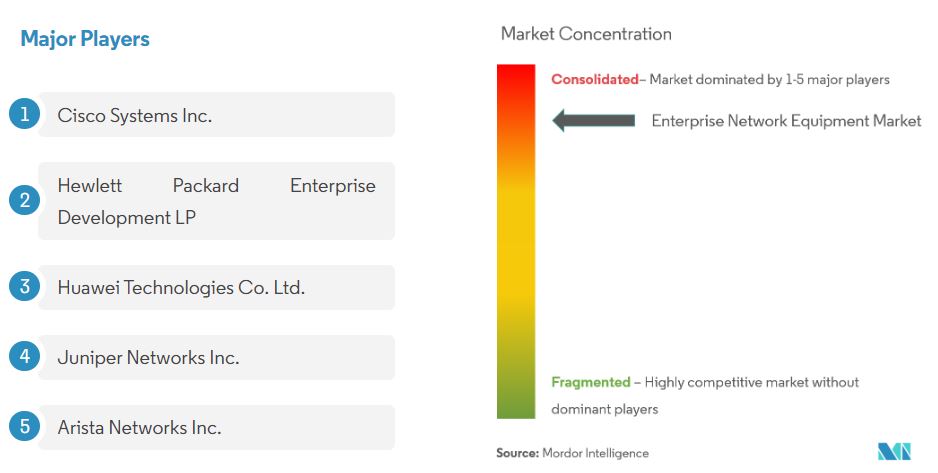 Major Players
1
Cisco Systems Inc.
2
Hewlett Packard Enterprise
Development LP
3
Huawei Technologies Co. Ltd.
4
Juniper Networks Inc.
5
Arista Networks Inc.
Market Concentration
Consolidated– Market dominated by 1-5 major players
Enterprise Network Equipment Market
Fragmented – Highly competitive market without
dominant players
Source: Mordor Intelligence